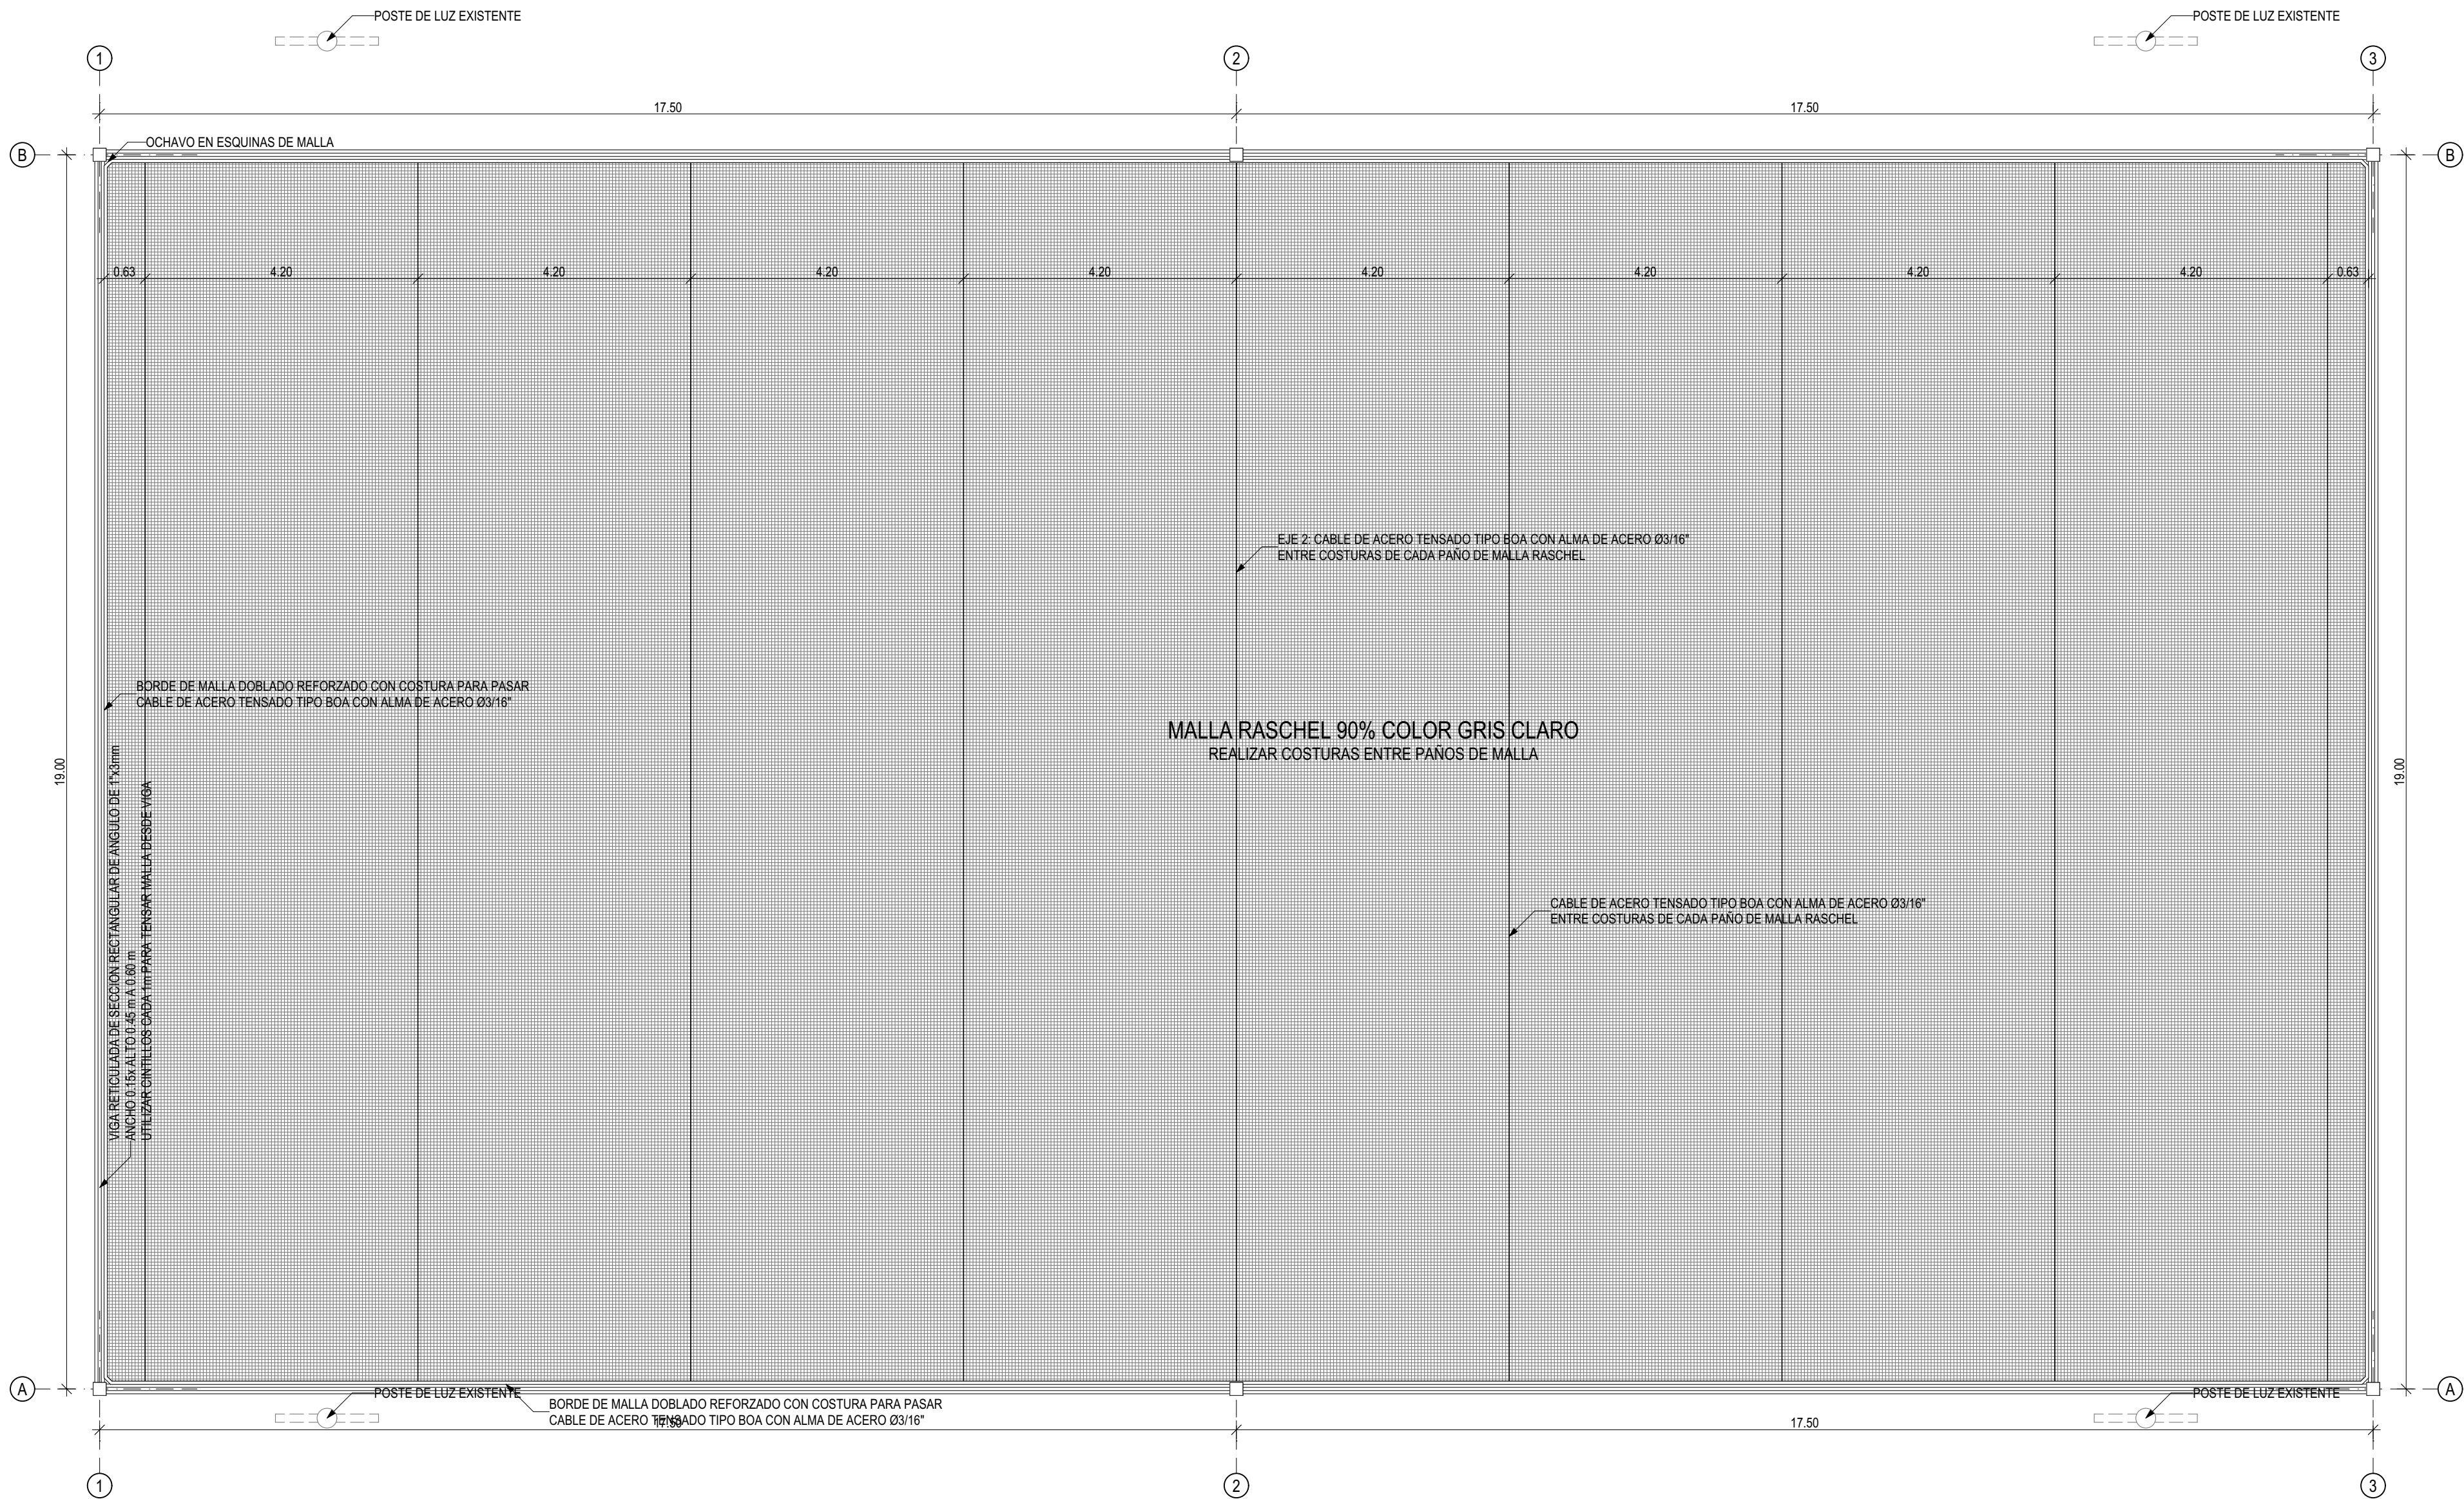 POSTE DE LUZ EXISTENTE
POSTE DE LUZ EXISTENTE
1
2
3
17.50
17.50
OCHAVO EN ESQUINAS DE MALLA
B
B
0.63
4.20
4.20
4.20
4.20
4.20
4.20
4.20
4.20
0.63
EJE 2: CABLE DE ACERO TENSADO TIPO BOA CON ALMA DE ACERO Ø3/16"
ENTRE COSTURAS DE CADA PAÑO DE MALLA RASCHEL
BORDE DE MALLA DOBLADO REFORZADO CON COSTURA PARA PASAR
CABLE DE ACERO TENSADO TIPO BOA CON ALMA DE ACERO Ø3/16"
MALLA RASCHEL 90% COLOR GRIS CLARO
REALIZAR COSTURAS ENTRE PAÑOS DE MALLA
19.00
19.00
VIGA RETICULADA DE SECCION RECTANGULAR DE ANGULO DE 1"x3mm
ANCHO 0.15x ALTO 0.45 m A 0.60 m
UTILIZAR CINTILLOS CADA 1m PARA TENSAR MALLA DESDE VIGA
CABLE DE ACERO TENSADO TIPO BOA CON ALMA DE ACERO Ø3/16"
ENTRE COSTURAS DE CADA PAÑO DE MALLA RASCHEL
A
A
POSTE DE LUZ EXISTENTE
POSTE DE LUZ EXISTENTE
BORDE DE MALLA DOBLADO REFORZADO CON COSTURA PARA PASAR
CABLE DE ACERO TENSADO TIPO BOA CON ALMA DE ACERO Ø3/16"
17.50
17.50
1
2
3